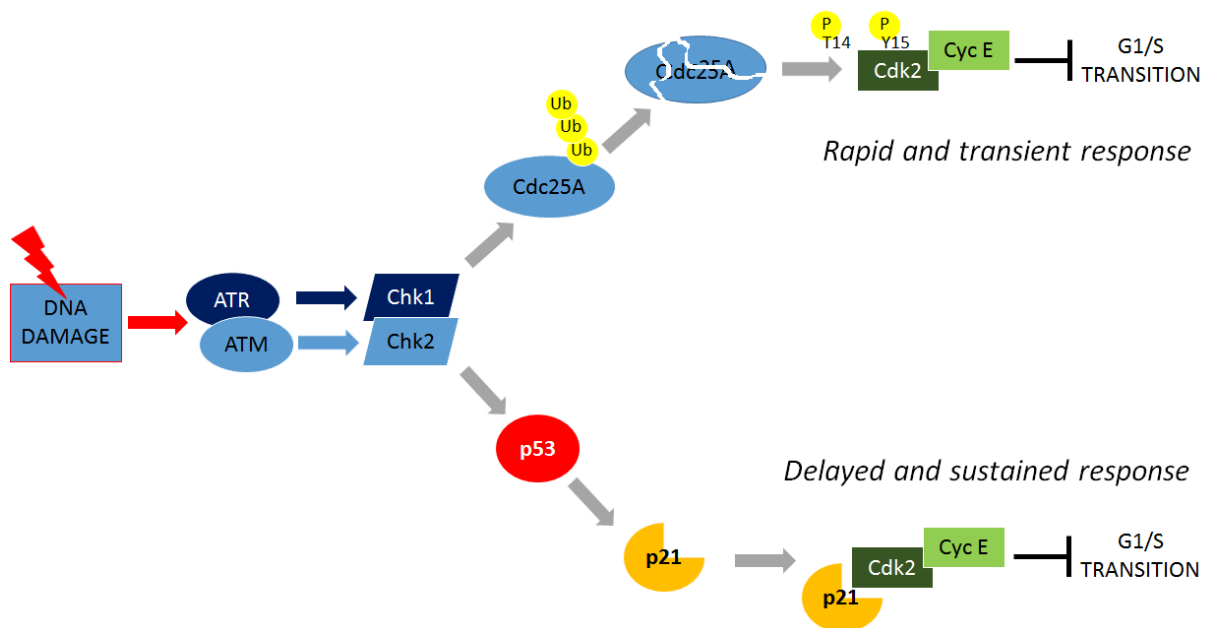 P
T14
P
Y15
Cdk2
Cyc E
G1/S
TRANSITION
Cdc25A
Ub
Ub
Ub
Cdc25A
Rapid and transient response
DNA
DAMAGE
ATR
ATM
Chk1
Chk2
p53
Delayed and sustained response
p21
p21
Cdk2
Cyc E
G1/S
TRANSITION